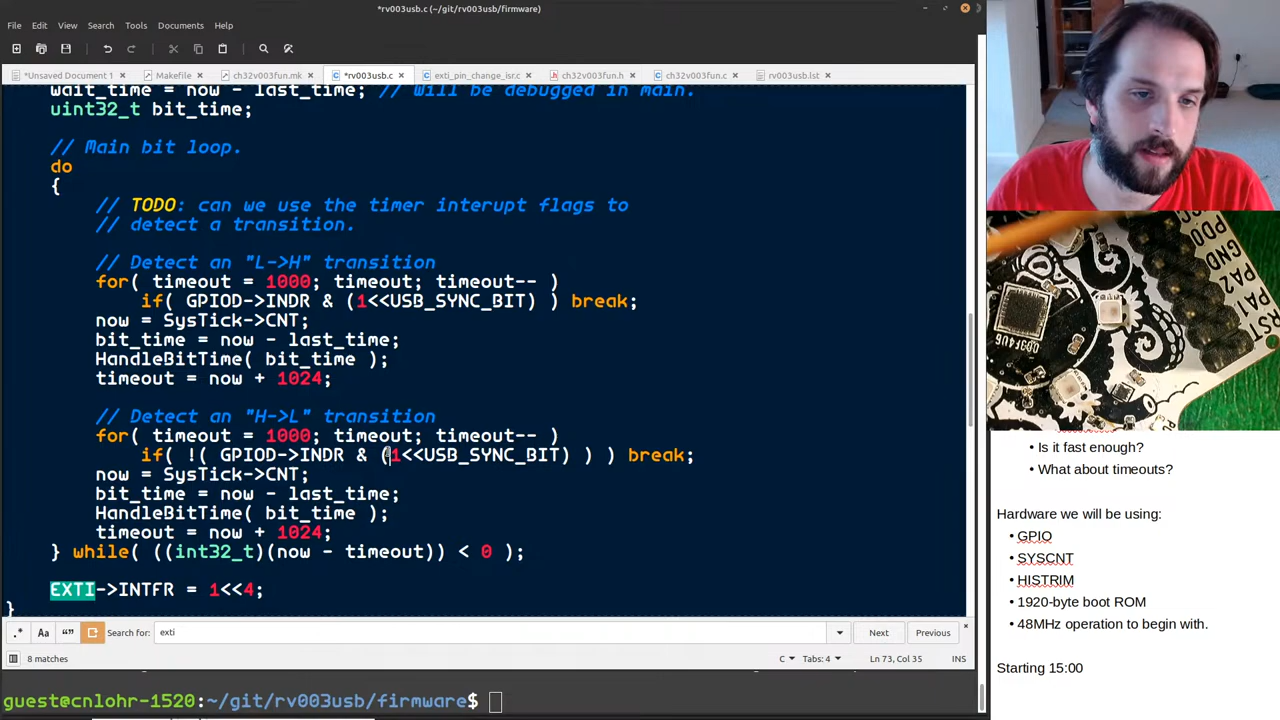 *rv003usb.c (~/git/rv003usb/firmware)
File Edit View Search Tools Documents Help
*Unsaved Document 1 Makefile ch32v003fun.mk *rv003usb.c exti_pin_change_isr.c ch32v003fun.h ch32v003fun.c rv003usb.lst
wait_time = now - last_time; // Will be debugged in main.
uint32_t bit_time;
// Main bit loop.
do
{
// TODO: can we use the timer interupt flags to
// detect a transition.
// Detect an "L->H" transition
for( timeout = 1000; timeout; timeout-- )
if( GPIOD->INDR & (1<<USB_SYNC_BIT) ) break;
now = SysTick->CNT;
bit_time = now - last_time;
HandleBitTime( bit_time );
timeout = now + 1024;
// Detect an "H->L" transition
for( timeout = 1000; timeout; timeout-- )
if( !( GPIOD->INDR & (1<<USB_SYNC_BIT) ) ) break;
now = SysTick->CNT;
bit_time = now - last_time;
HandleBitTime( bit_time );
timeout = now + 1024;
} while( ((int32_t)(now - timeout)) < 0 );
EXTI->INTFR = 1<<4;
}
.* Aa “” Search for: exti Next Previous
8 matches C Tabs: 4 Ln 73, Col 35 INS
guest@cnlohr-1520:~/git/rv003usb/firmware$
PD0
GND
PA2
PA1
RST
• Is it fast enough?
• What about timeouts?
Hardware we will be using:
• GPIO
• SYSCNT
• HISTRIM
• 1920-byte boot ROM
• 48MHz operation to begin with.
Starting 15:00